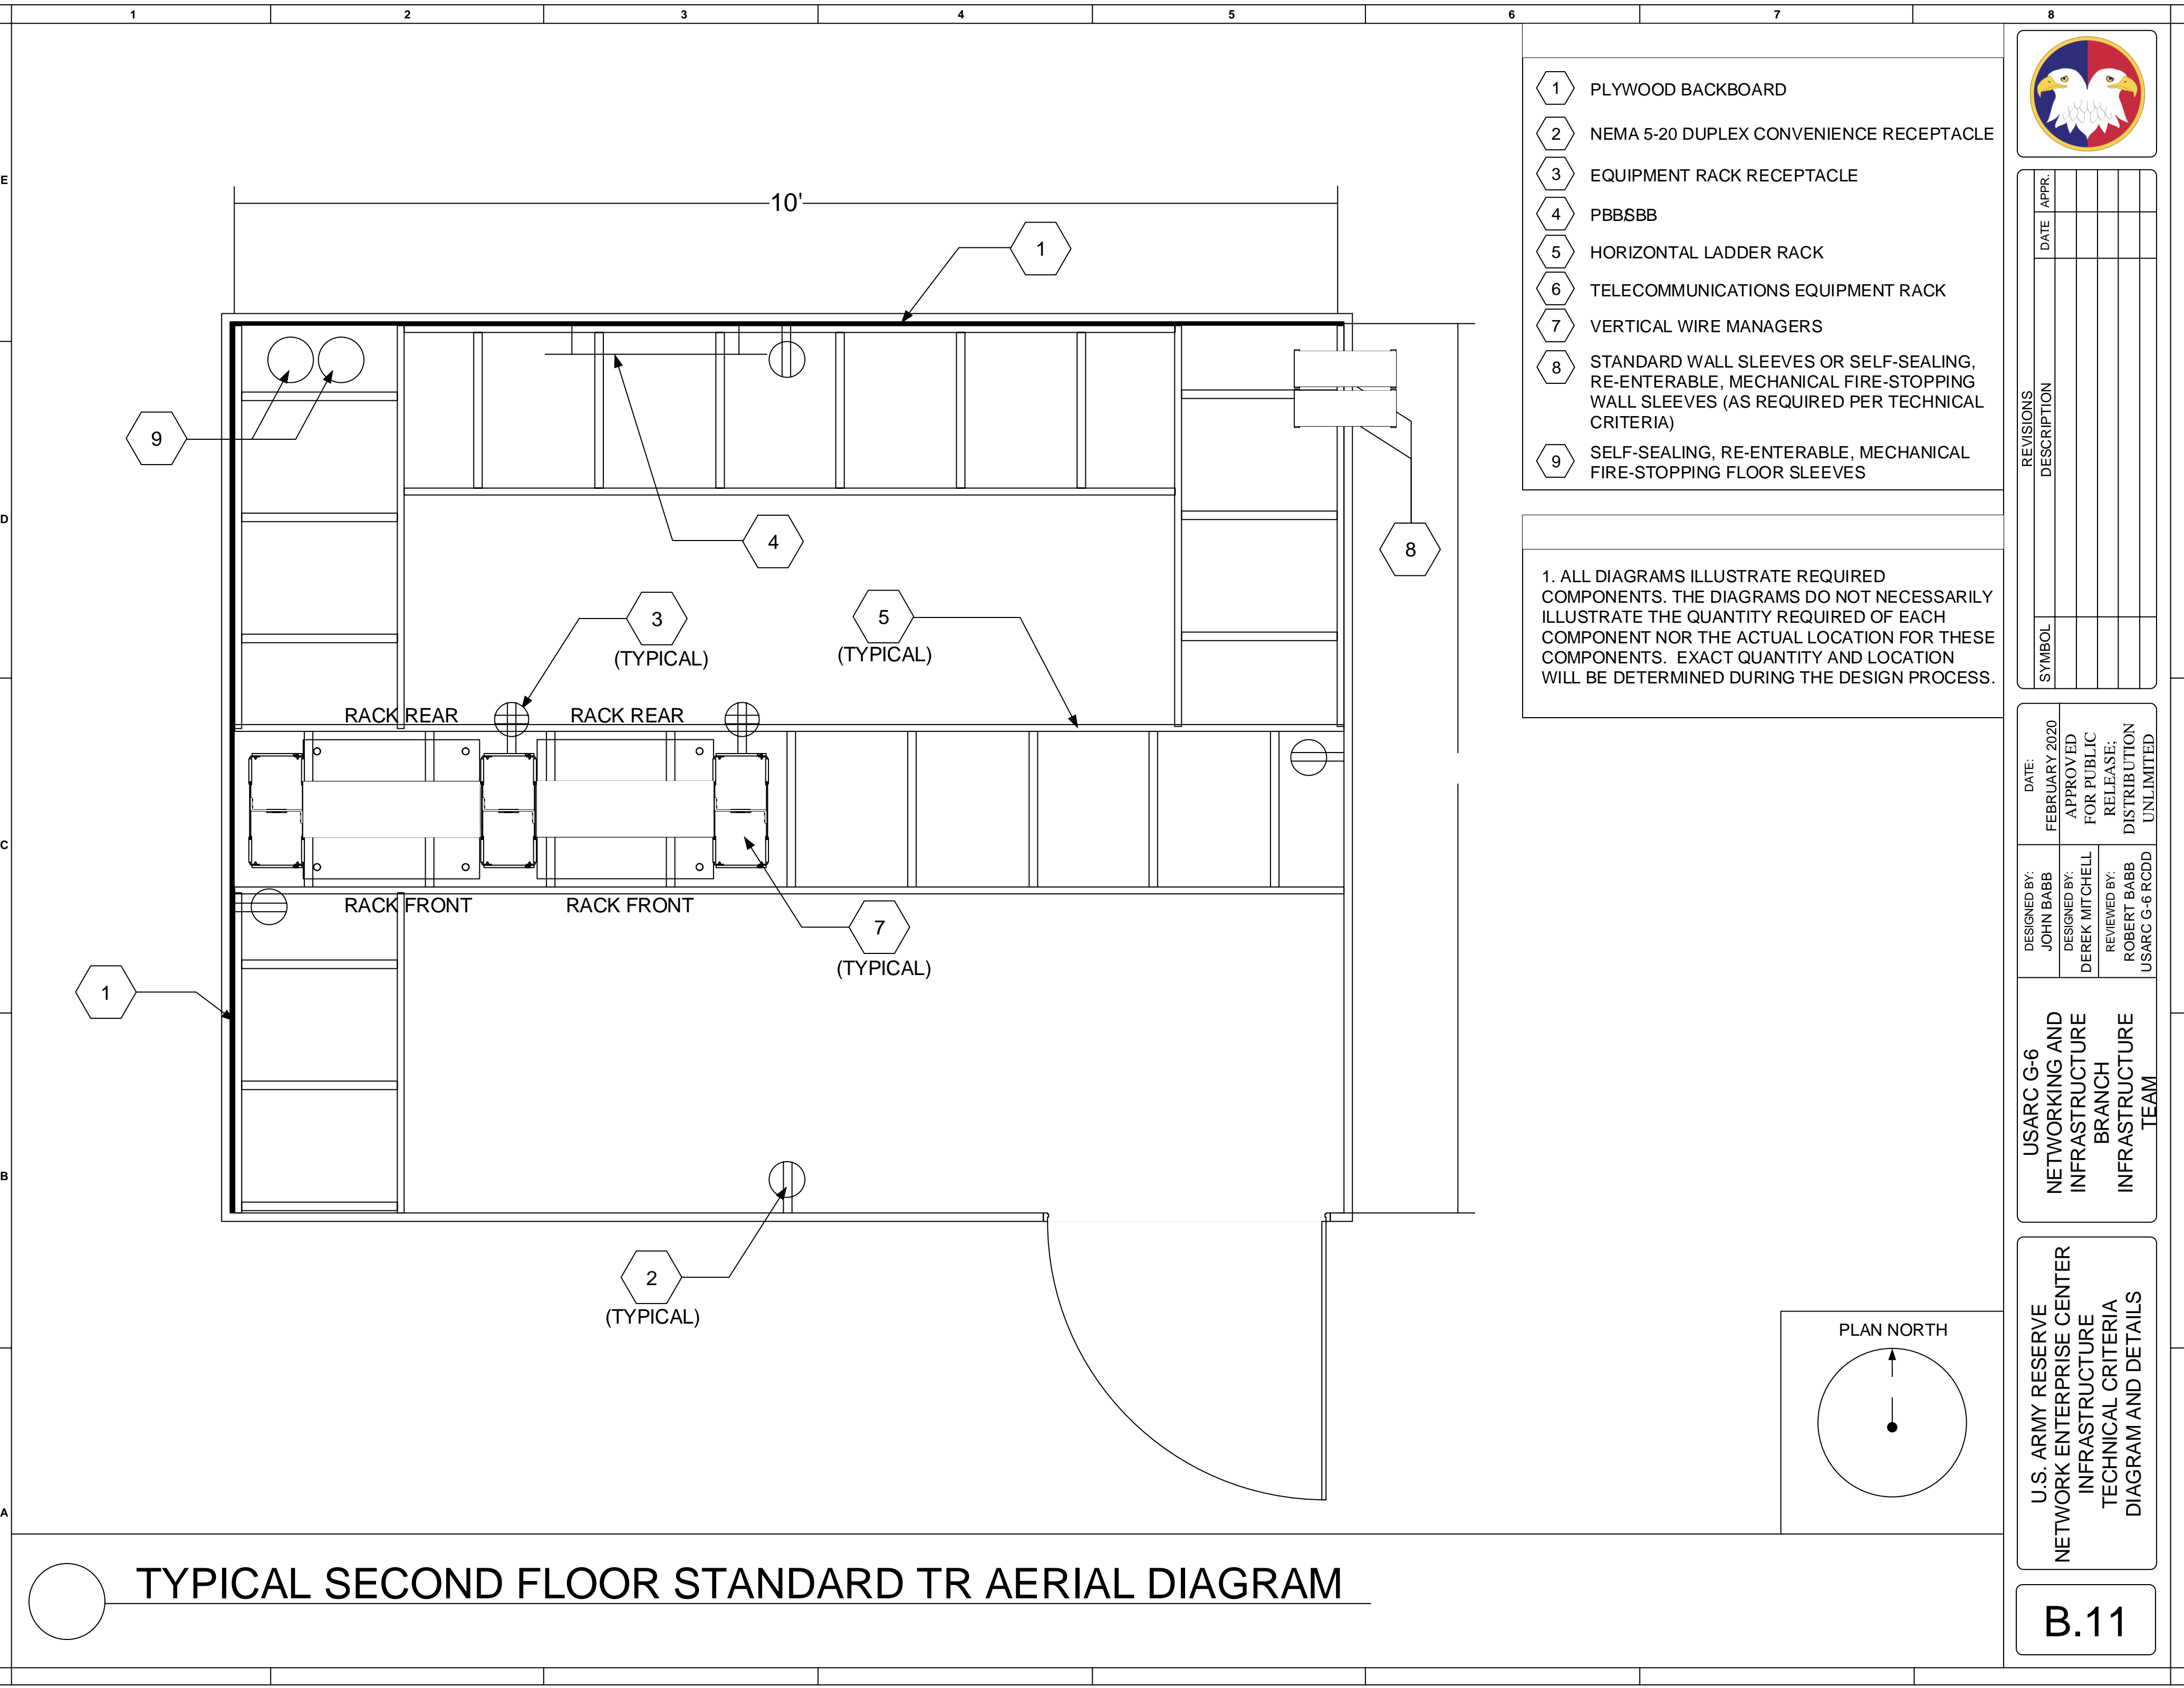 1 2 3 4 5 6 7 8
E
D
C
B
A
10'
1
9
4
8
3
(TYPICAL)
5
(TYPICAL)
RACK REAR
RACK REAR
RACK FRONT
RACK FRONT
7
(TYPICAL)
1
2
(TYPICAL)
1 PLYWOOD BACKBOARD
2 NEMA 5-20 DUPLEX CONVENIENCE RECEPTACLE
3 EQUIPMENT RACK RECEPTACLE
4 PBB/SBB
5 HORIZONTAL LADDER RACK
6 TELECOMMUNICATIONS EQUIPMENT RACK
7 VERTICAL WIRE MANAGERS
8 STANDARD WALL SLEEVES OR SELF-SEALING,
RE-ENTERABLE, MECHANICAL FIRE-STOPPING
WALL SLEEVES (AS REQUIRED PER TECHNICAL
CRITERIA)
9 SELF-SEALING, RE-ENTERABLE, MECHANICAL
FIRE-STOPPING FLOOR SLEEVES
1. ALL DIAGRAMS ILLUSTRATE REQUIRED
COMPONENTS. THE DIAGRAMS DO NOT NECESSARILY
ILLUSTRATE THE QUANTITY REQUIRED OF EACH
COMPONENT NOR THE ACTUAL LOCATION FOR THESE
COMPONENTS. EXACT QUANTITY AND LOCATION
WILL BE DETERMINED DURING THE DESIGN PROCESS.
PLAN NORTH
REVISIONS
SYMBOL DESCRIPTION DATE APPR.
DATE:
FEBRUARY 2020
APPROVED
FOR PUBLIC
RELEASE;
DISTRIBUTION
UNLIMITED
DESIGNED BY:
JOHN BABB
DESIGNED BY:
DEREK MITCHELL
REVIEWED BY:
ROBERT BABB
USARC G-6 RCDD
USARC G-6
NETWORKING AND
INFRASTRUCTURE
BRANCH
INFRASTRUCTURE
TEAM
U.S. ARMY RESERVE
NETWORK ENTERPRISE CENTER
INFRASTRUCTURE
TECHNICAL CRITERIA
DIAGRAM AND DETAILS
TYPICAL SECOND FLOOR STANDARD TR AERIAL DIAGRAM
B.11